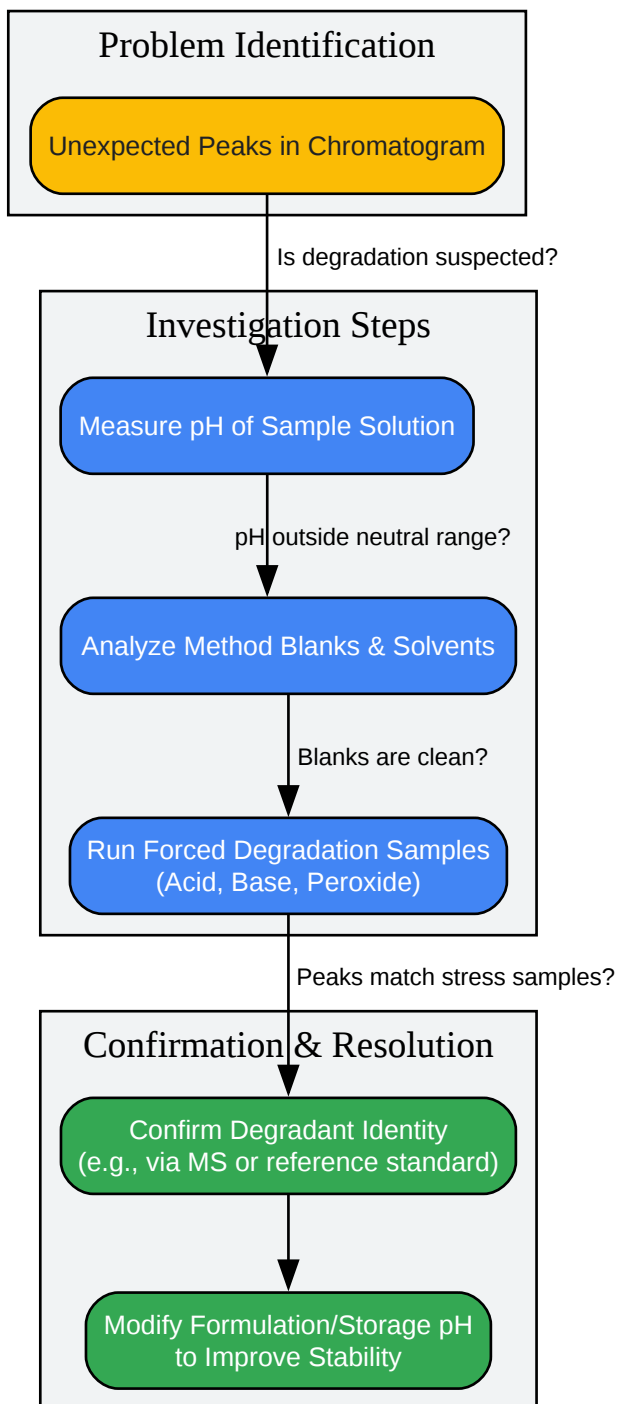 Problem Identification
Unexpected Peaks in Chromatogram
Is degradation suspected?
Investigation Steps
Measure pH of Sample Solution
pH outside neutral range?
Analyze Method Blanks & Solvents
Blanks are clean?
Run Forced Degradation Samples
(Acid, Base, Peroxide)
Peaks match stress samples?
Confirmation & Resolution
Confirm Degradant Identity
(e.g., via MS or reference standard)
Modify Formulation/Storage pH
to Improve Stability